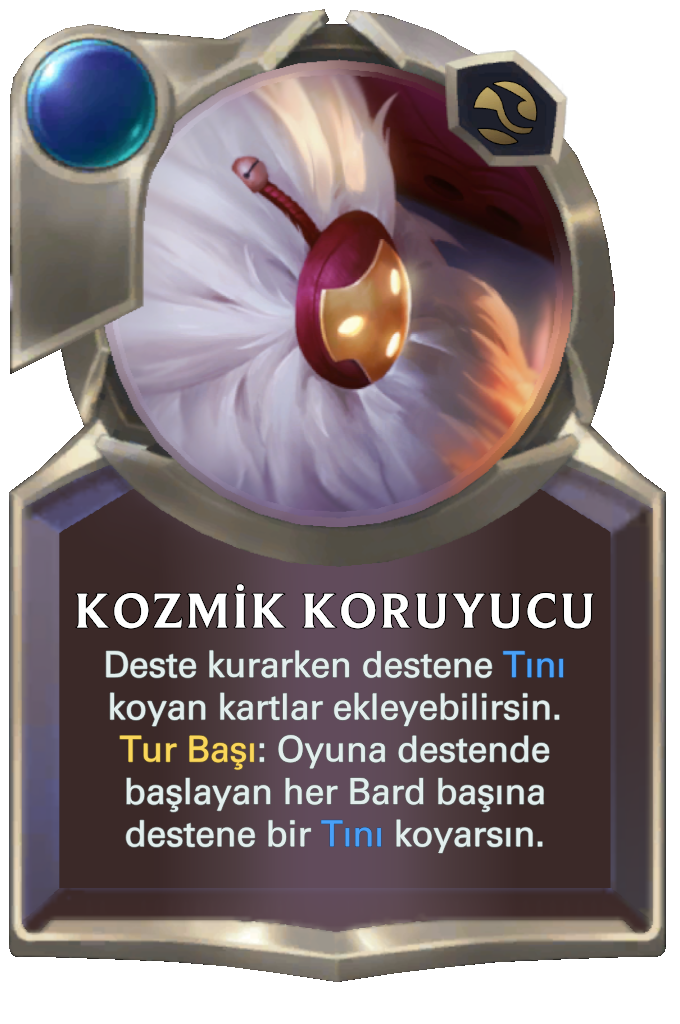 KOZMİK KORUYUCU
Deste kurarken destene Tını
koyan kartlar ekleyebilirsin.
Tur Başı: Oyuna destende
başlayan her Bard başına
destene bir Tını koyarsın.